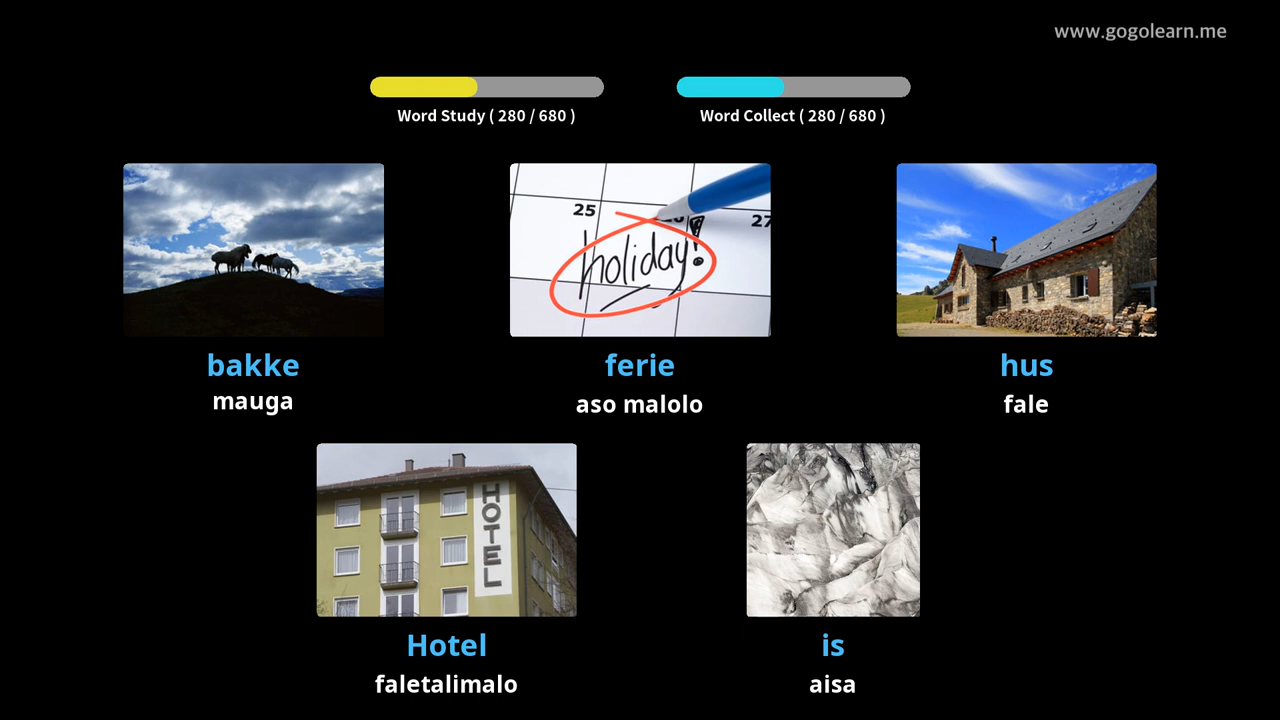 www.gogolearn.me
Word Study ( 280 / 680 )
Word Collect ( 280 / 680 )
25
27
holiday!
bakke
ferie
hus
mauga
aso malolo
fale
HOTEL
Hotel
is
faletalimalo
aisa